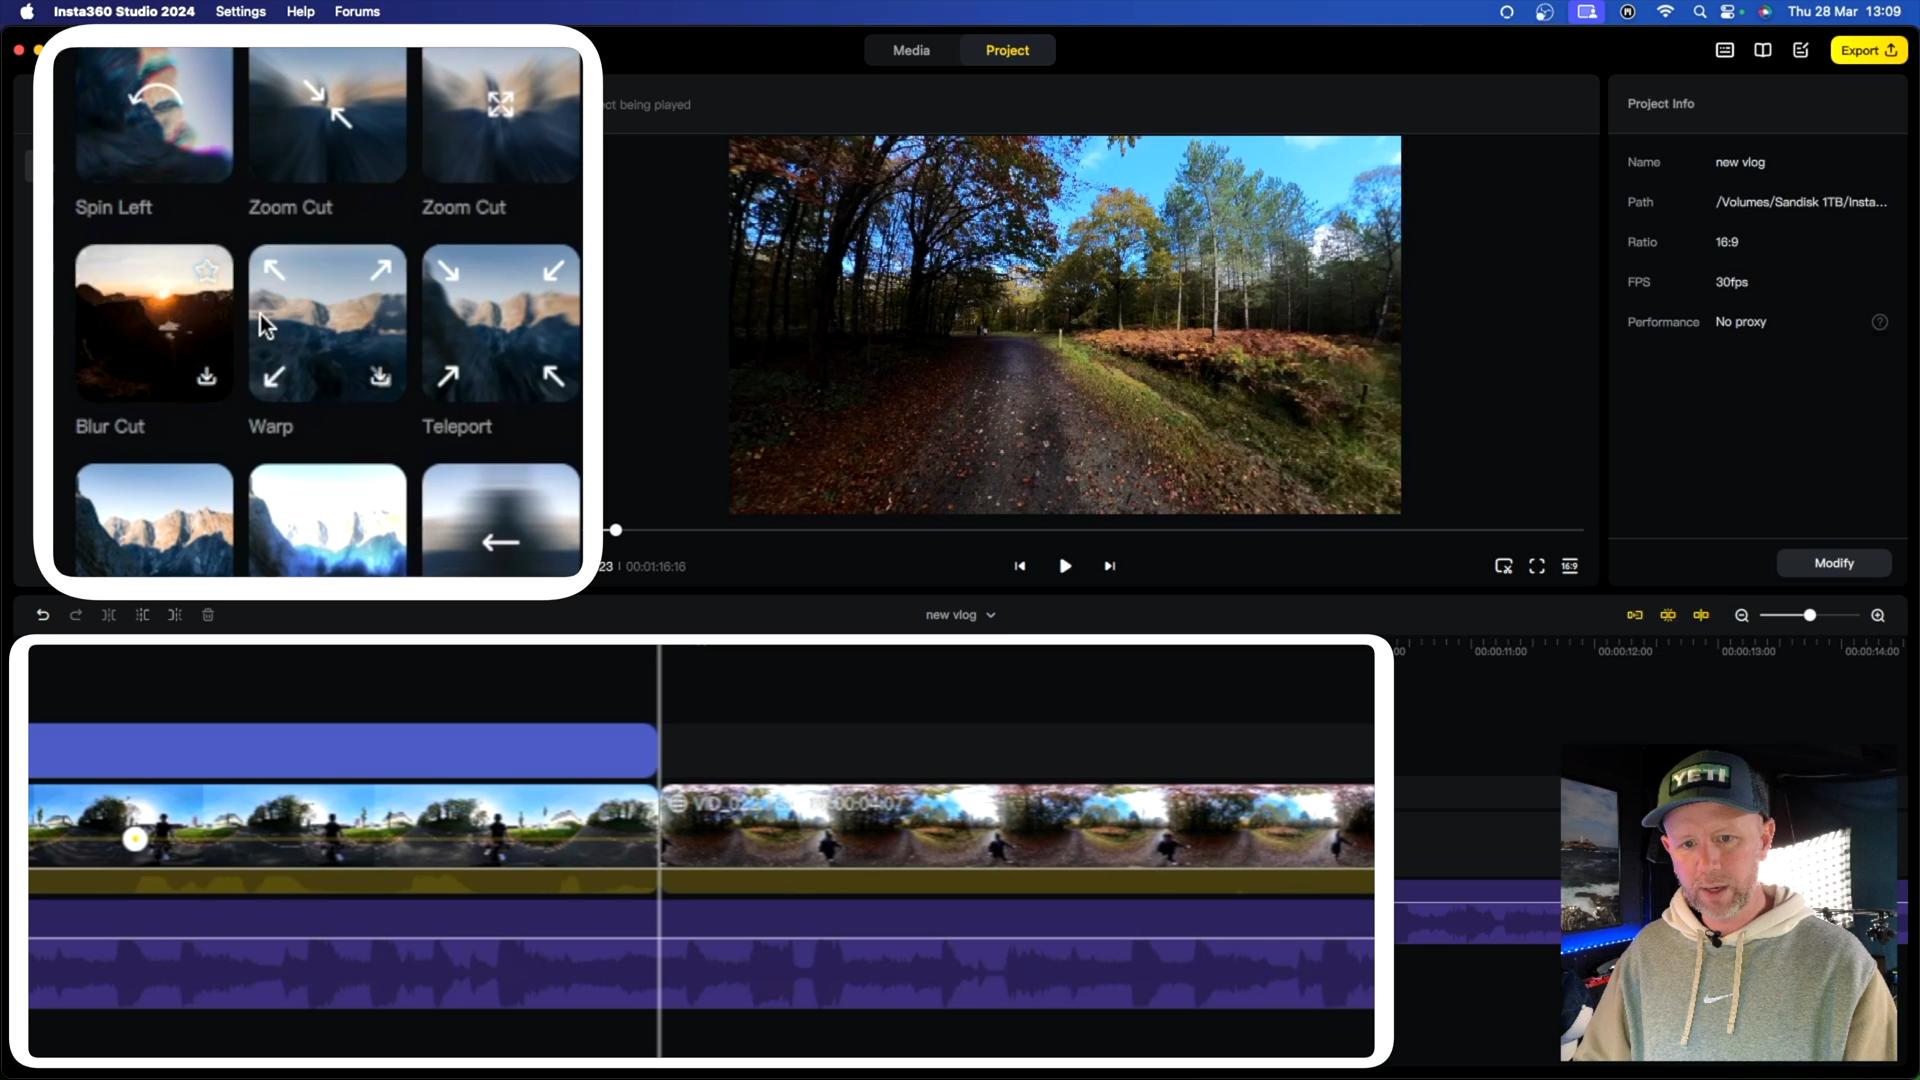 Insta360 Studio 2024 Settings Help Forums
Thu 28 Mar 13:09
Media Project
Export
ct being played
Project Info
Name new vlog
Path /Volumes/Sandisk 1TB/Insta...
Ratio 16:9
FPS 30fps
Performance No proxy
Modify
Spin Left Zoom Cut Zoom Cut
Blur Cut Warp Teleport
23 | 00:01:16:16
16:9
new vlog
00 00:00:11:00 00:00:12:00 00:00:13:00 00:00:14:00
YETI